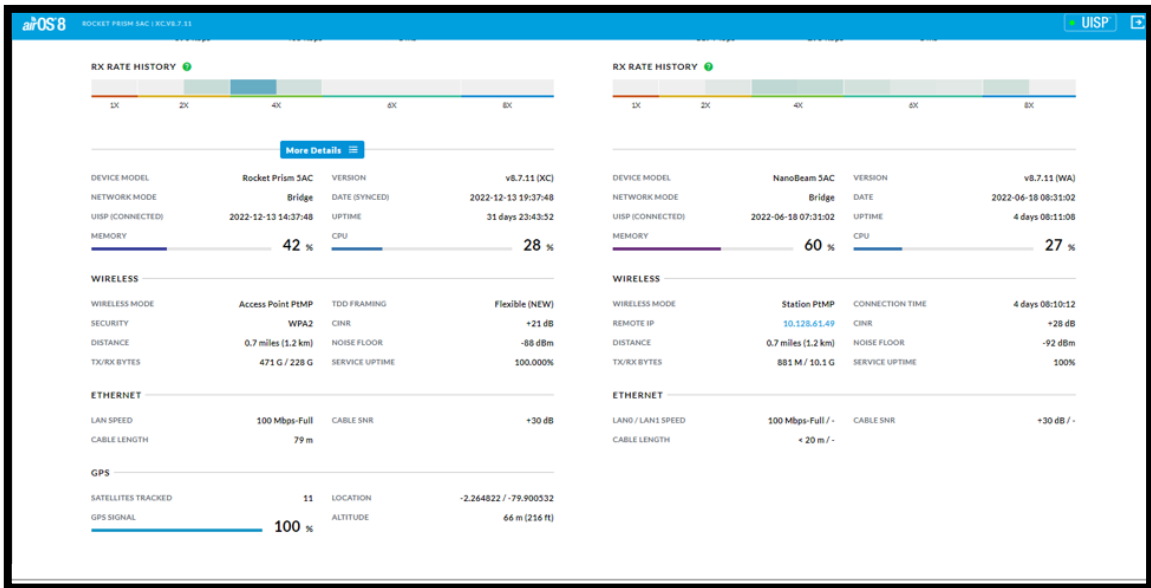 airOS 8 ROCKET PRISM 5AC | XC.V8.7.11 UISP
RX RATE HISTORY ?
1X 2X 4X 6X 8X
More Details
DEVICE MODEL Rocket Prism 5AC VERSION v8.7.11 (XC)
NETWORK MODE Bridge DATE (SYNCED) 2022-12-13 19:37:48
UISP (CONNECTED) 2022-12-13 14:37:48 UPTIME 31 days 23:43:52
MEMORY 42 % CPU 28 %
WIRELESS
WIRELESS MODE Access Point PtMP TDD FRAMING Flexible (NEW)
SECURITY WPA2 CINR +21 dB
DISTANCE 0.7 miles (1.2 km) NOISE FLOOR -88 dBm
TX/RX BYTES 471 G / 228 G SERVICE UPTIME 100.000%
ETHERNET
LAN SPEED 100 Mbps-Full CABLE SNR +30 dB
CABLE LENGTH 79 m
GPS
SATELLITES TRACKED 11 LOCATION -2.264822 / -79.900532
GPS SIGNAL 100 % ALTITUDE 66 m (216 ft)
RX RATE HISTORY ?
1X 2X 4X 6X 8X
DEVICE MODEL NanoBeam 5AC VERSION v8.7.11 (WA)
NETWORK MODE Bridge DATE 2022-06-18 08:31:02
UISP (CONNECTED) 2022-06-18 07:31:02 UPTIME 4 days 08:11:08
MEMORY 60 % CPU 27 %
WIRELESS
WIRELESS MODE Station PtMP CONNECTION TIME 4 days 08:10:12
REMOTE IP 10.128.61.49 CINR +28 dB
DISTANCE 0.7 miles (1.2 km) NOISE FLOOR -92 dBm
TX/RX BYTES 881 M / 10.1 G SERVICE UPTIME 100%
ETHERNET
LAN0 / LAN1 SPEED 100 Mbps-Full / - CABLE SNR +30 dB / -
CABLE LENGTH < 20 m / -